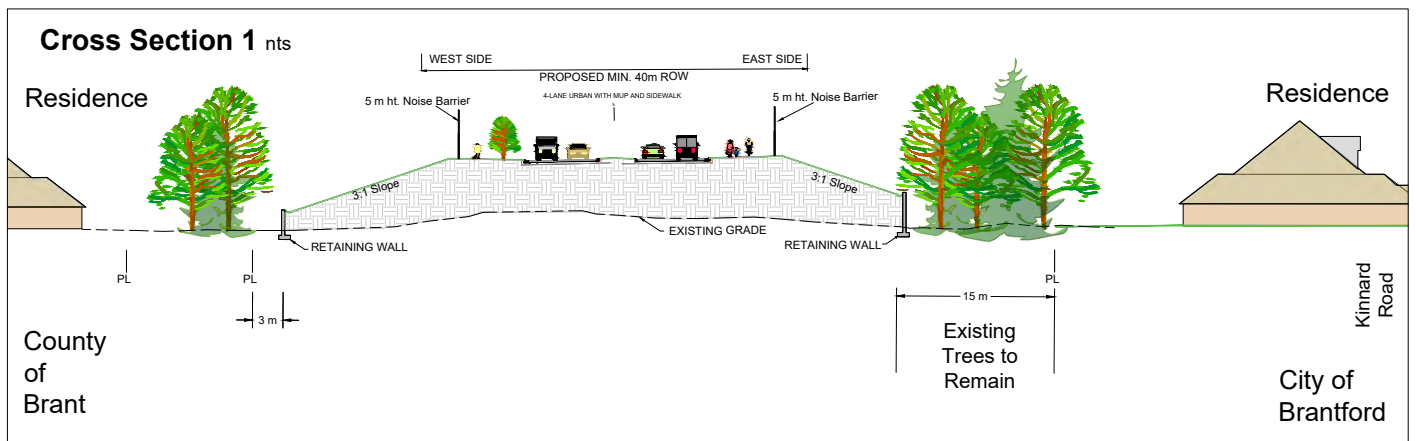 Cross Section 1 nts
WEST SIDE
EAST SIDE
PROPOSED MIN. 40m ROW
4-LANE URBAN WITH MUP AND SIDEWALK
Residence
5 m ht. Noise Barrier
5 m ht. Noise Barrier
Residence
3:1 Slope
3:1 Slope
EXISTING GRADE
RETAINING WALL
RETAINING WALL
PL
PL
PL
3 m
15 m
Kinnard
Road
County
of
Brant
Existing
Trees to
Remain
City of
Brantford